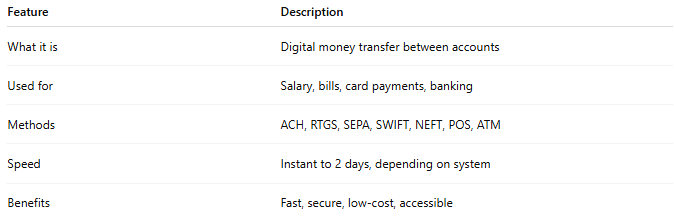 Feature Description
What it is Digital money transfer between accounts
Used for Salary, bills, card payments, banking
Methods ACH, RTGS, SEPA, SWIFT, NEFT, POS, ATM
Speed Instant to 2 days, depending on system
Benefits Fast, secure, low-cost, accessible